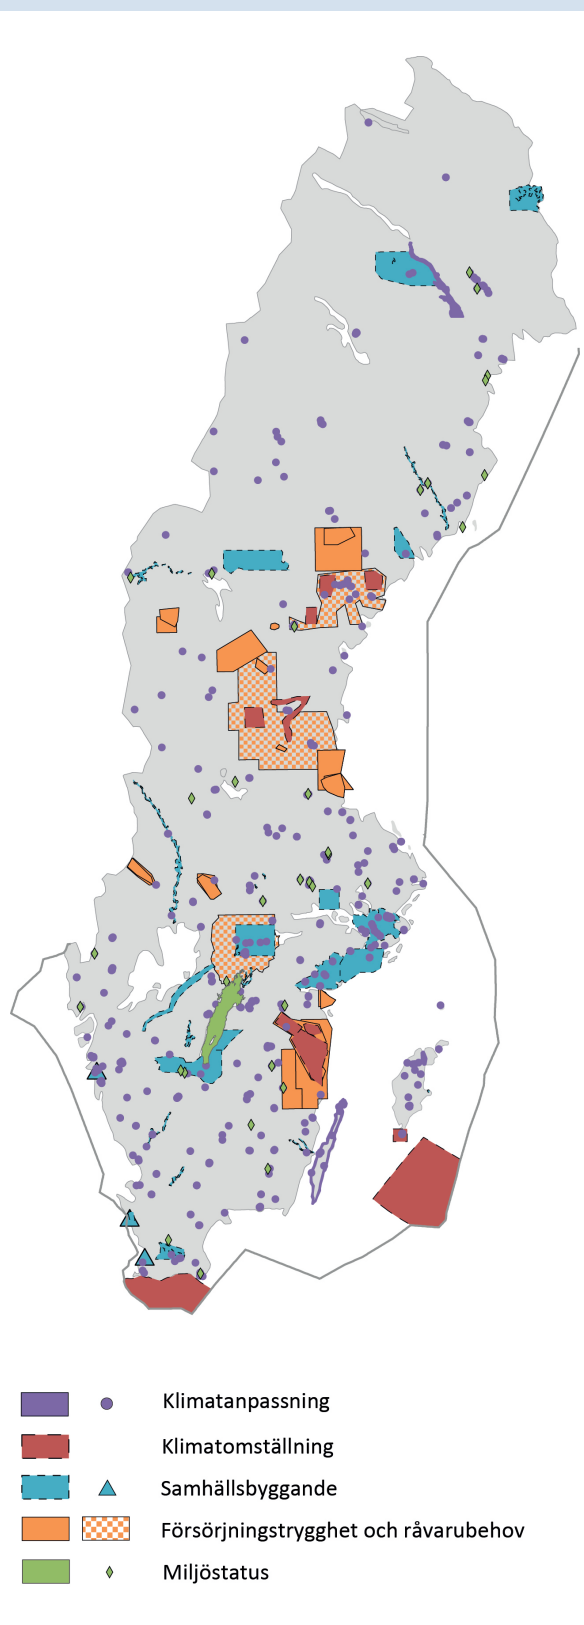 Klimatanpassning
Klimatomställning
Samhällsbyggande
Försörjningstrygghet och råvarubehov
Miljöstatus